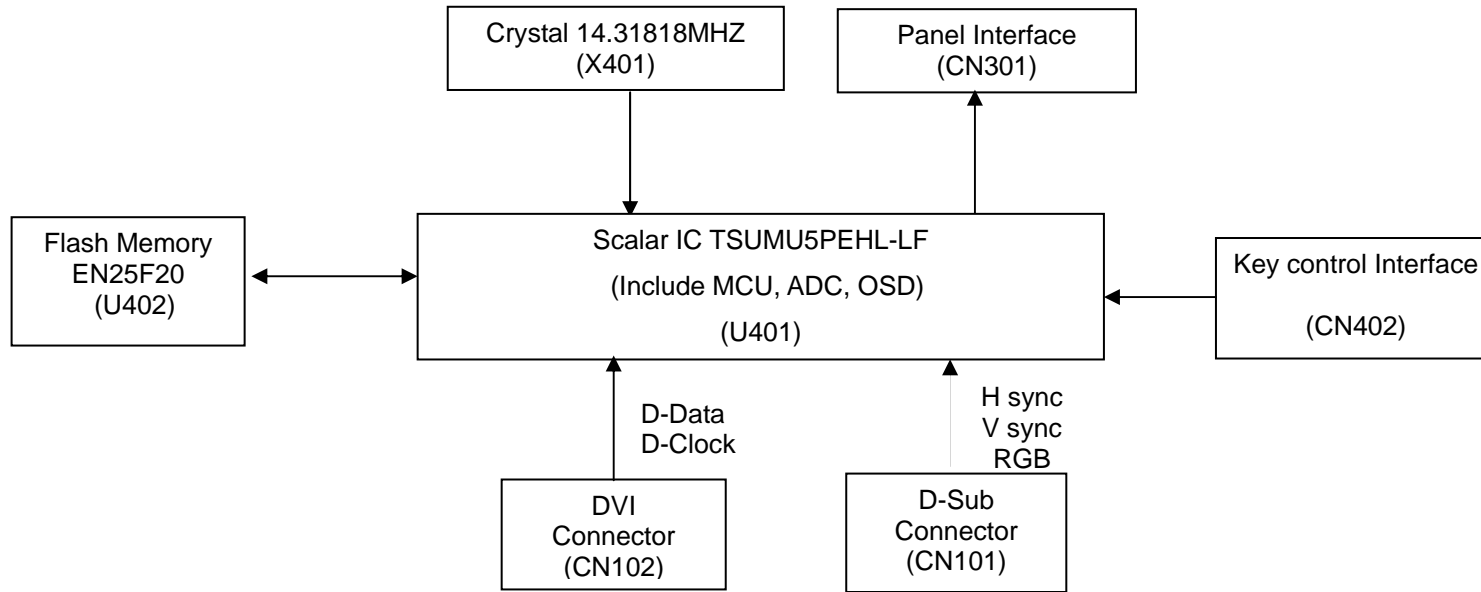 Crystal 14.31818MHZ
(X401)
Panel Interface
(CN301)
Flash Memory
EN25F20
(U402)
Scalar IC TSUMU5PEHL-LF
(Include MCU, ADC, OSD)
(U401)
Key control Interface
(CN402)
D-Data
D-Clock
H sync
V sync
RGB
DVI
Connector
(CN102)
D-Sub
Connector
(CN101)